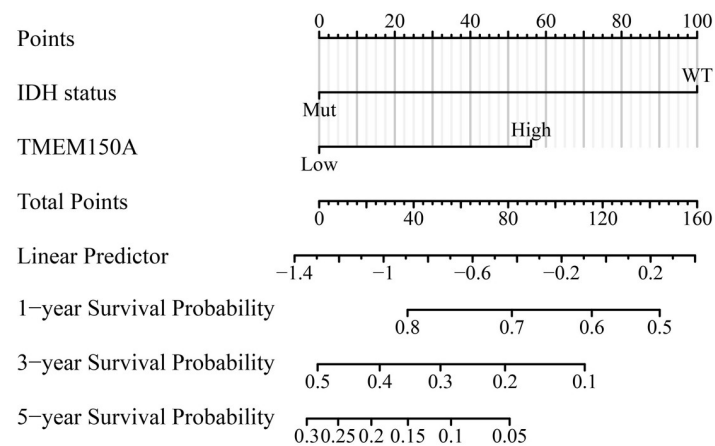 Points 0 20 40 60 80 100
IDH status Mut WT
TMEM150A Low High
Total Points 0 40 80 120 160
Linear Predictor −1.4 −1 −0.6 −0.2 0.2
1−year Survival Probability 0.8 0.7 0.6 0.5
3−year Survival Probability 0.5 0.4 0.3 0.2 0.1
5−year Survival Probability 0.3 0.25 0.2 0.15 0.1 0.05